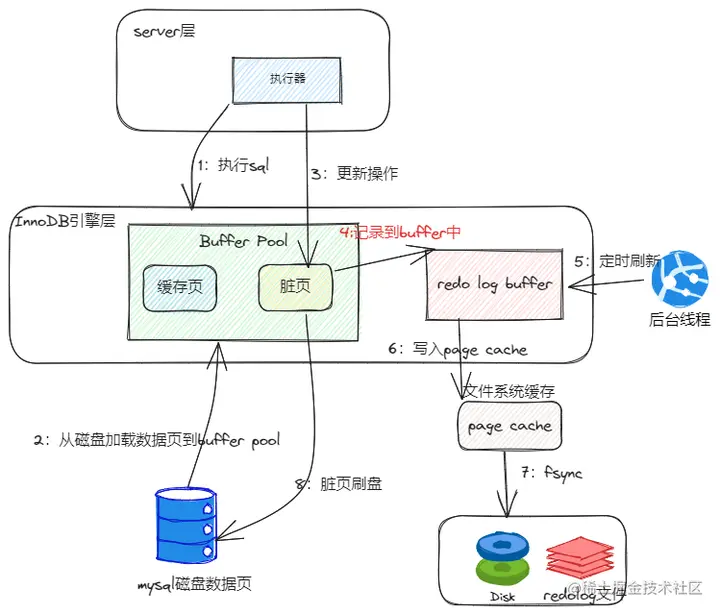 server层
执行器
1：执行sql
3：更新操作
InnoDB引擎层
Buffer Pool
4:记录到buffer中
缓存页
脏页
redo log buffer
5：定时刷新
后台线程
6：写入page cache
文件系统缓存
page cache
2：从磁盘加载数据页到buffer pool
7：fsync
8：脏页刷盘
mysql磁盘数据页
Disk
redolog文件
@稀土掘金技术社区